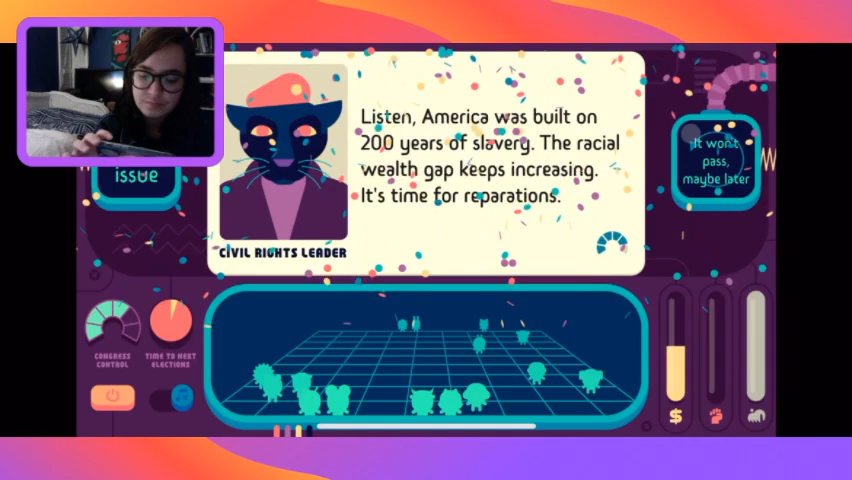 Listen, America was built on
200 years of slavery. The racial
wealth gap keeps increasing.
It's time for reparations.
It won't
pass,
maybe later
issue
CIVIL RIGHTS LEADER
CONGRESS
CONTROL
TIME TO NEXT
ELECTIONS
$